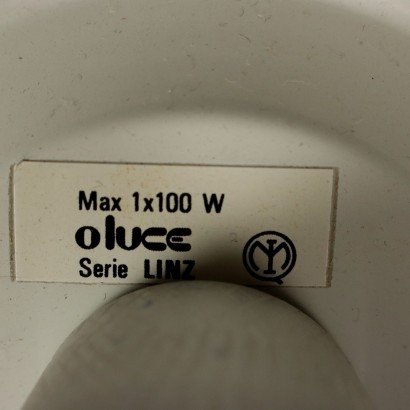 Max 1x100 W
oluce
Serie LINZ